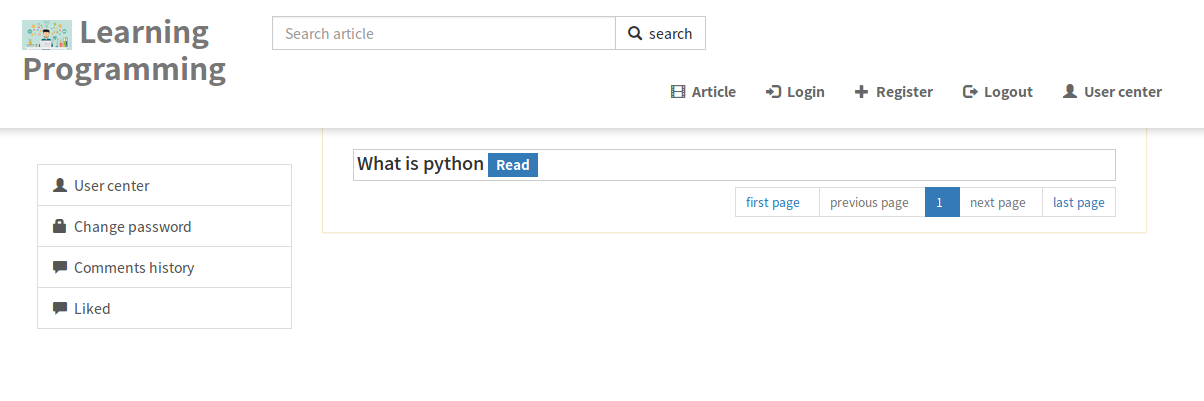 Learning
Programming
Search article
search
Article
Login
Register
Logout
User center
User center
Change password
Comments history
Liked
What is python Read
first page previous page 1 next page last page